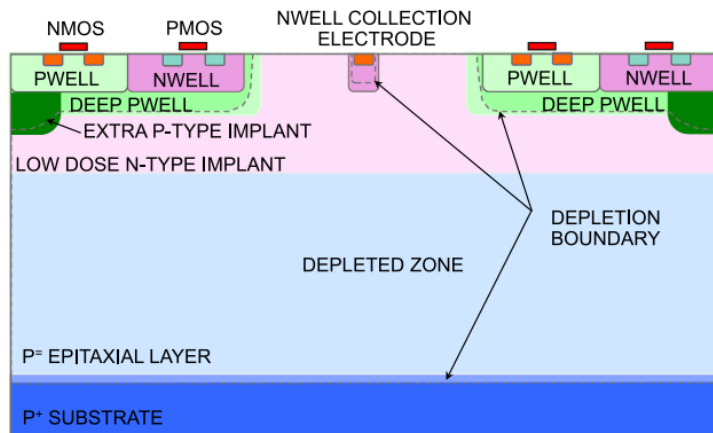 NMOS
PMOS
NWELL COLLECTION
ELECTRODE
PWELL
NWELL
PWELL
NWELL
DEEP PWELL
DEEP PWELL
EXTRA P-TYPE IMPLANT
LOW DOSE N-TYPE IMPLANT
DEPLETION
BOUNDARY
DEPLETED ZONE
P= EPITAXIAL LAYER
P+ SUBSTRATE